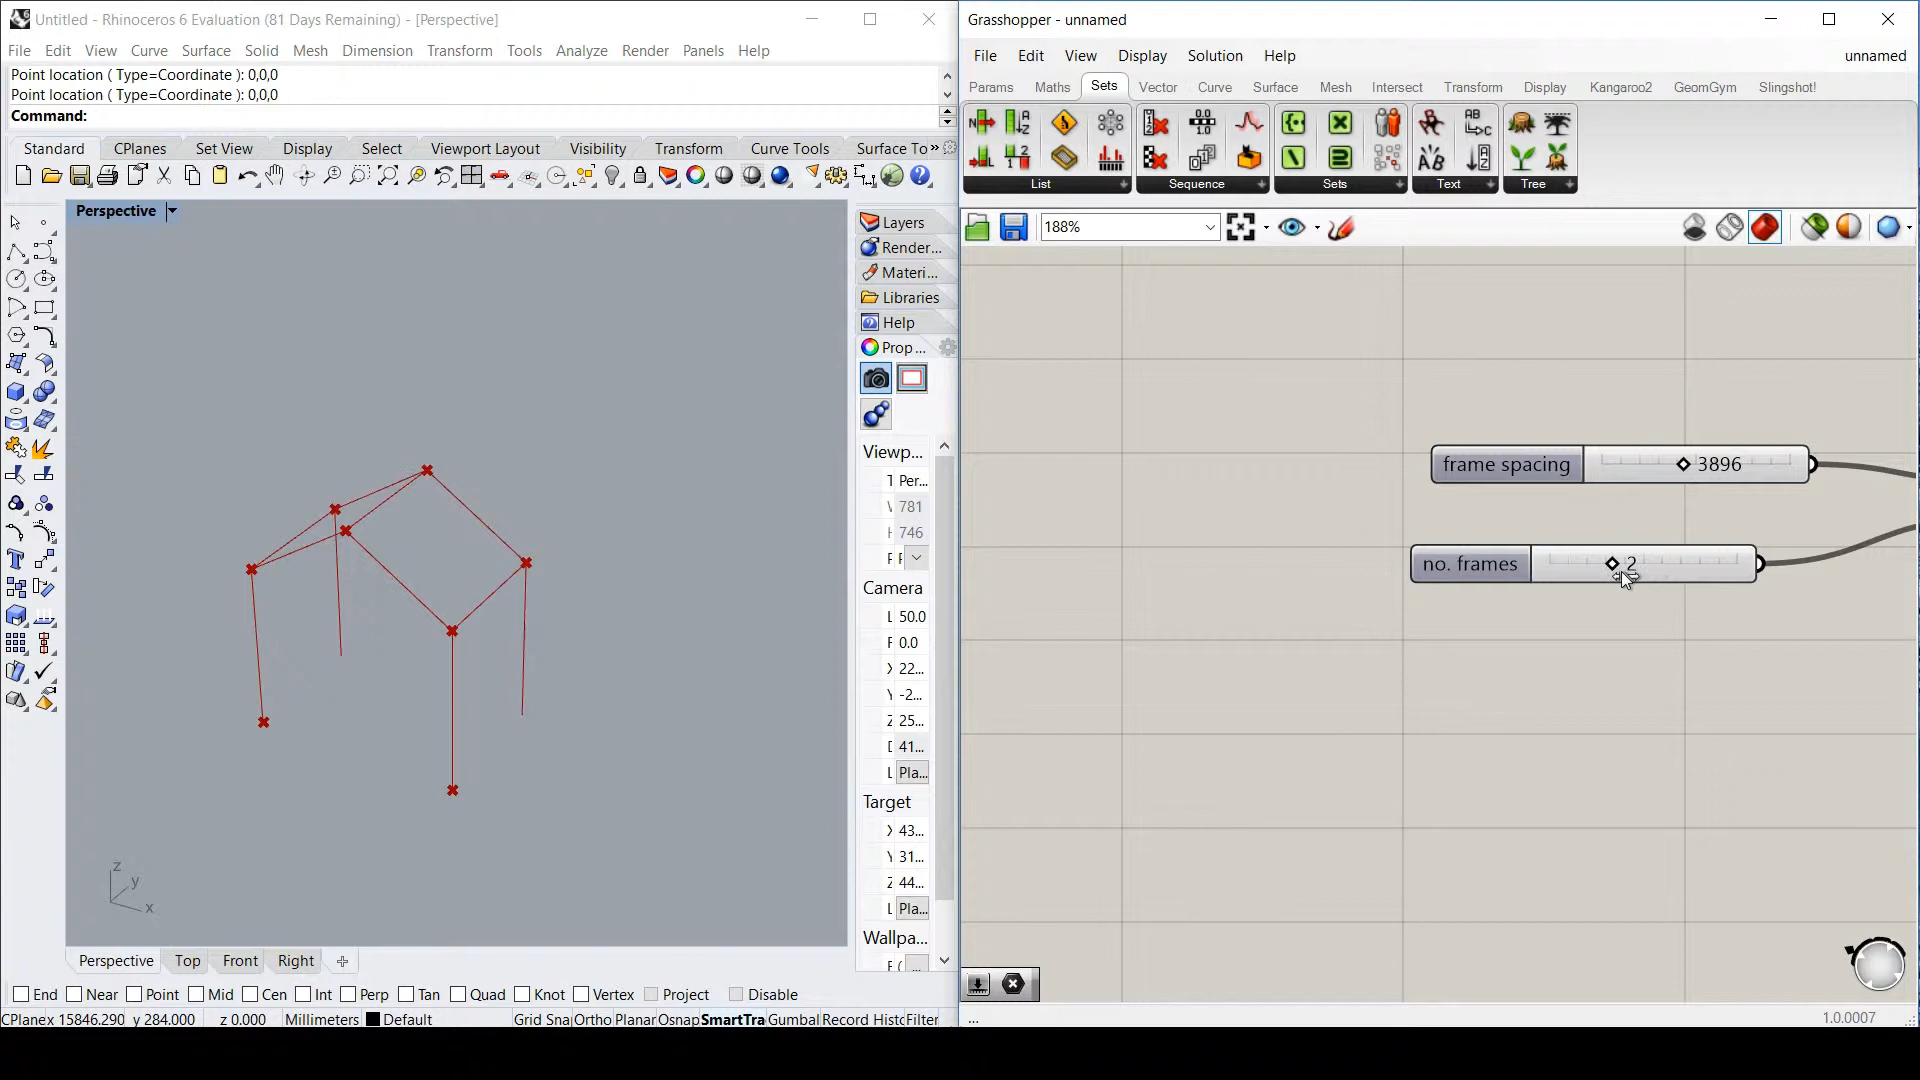 Untitled - Rhinoceros 6 Evaluation (81 Days Remaining) - [Perspective]
File Edit View Curve Surface Solid Mesh Dimension Transform Tools Analyze Render Panels Help
Point location ( Type=Coordinate ): 0,0,0
Point location ( Type=Coordinate ): 0,0,0
Command:
Standard CPlanes Set View Display Select Viewport Layout Visibility Transform Curve Tools Surface To»
Perspective
z
y
x
Layers
Render...
Materi...
Libraries
Help
Prop...
Viewp...
T Per...
781
746
Camera
L 50.0
F 0.0
X 22...
Y -2...
Z 25...
D 41...
L Pla...
Target
X 43...
Y 31...
Z 44...
L Pla...
Wallpa...
F (...
Perspective Top Front Right
End Near Point Mid Cen Int Perp Tan Quad Knot Vertex Project Disable
CPlane x 15846.290 y 284.000 z 0.000 Millimeters Default Grid Sna Ortho Planar Osnap SmartTra Gumbal Record Histo Filter
Grasshopper - unnamed
File Edit View Display Solution Help unnamed
Params Maths Sets Vector Curve Surface Mesh Intersect Transform Display Kangaroo2 GeomGym Slingshot!
List Sequence Sets Text Tree
188%
frame spacing 3896
no. frames 2
... 1.0.0007